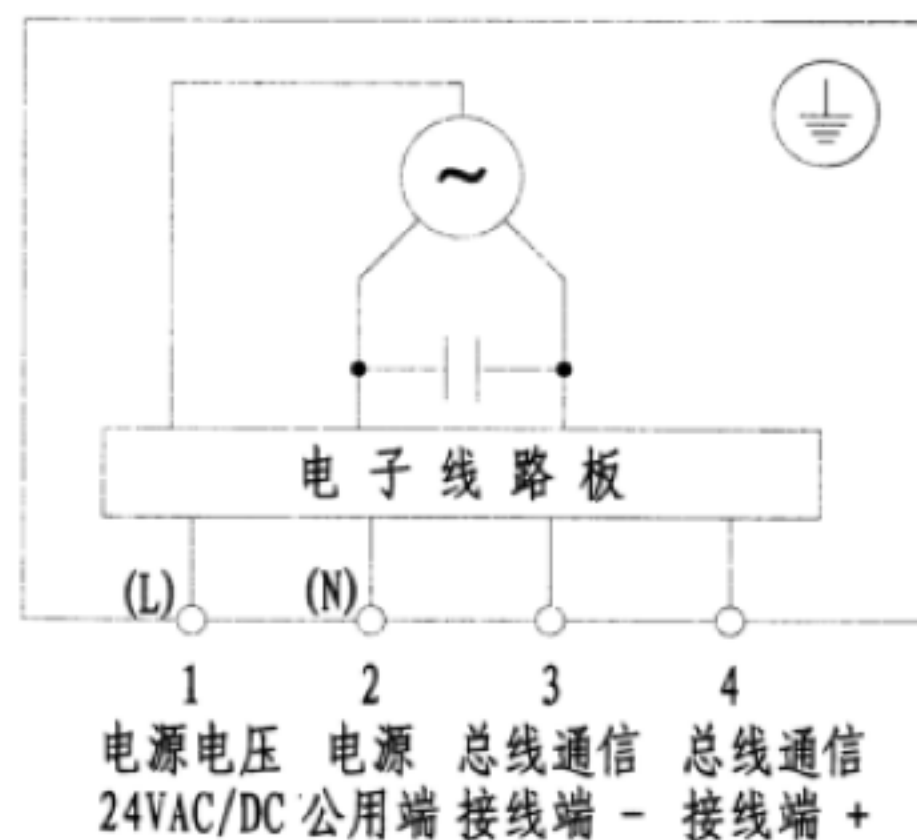 ~
电子线路板
(L) (N)
1 2 3 4
电源电压 电源 总线通信 总线通信
24VAC/DC 公用端 接线端 - 接线端 +